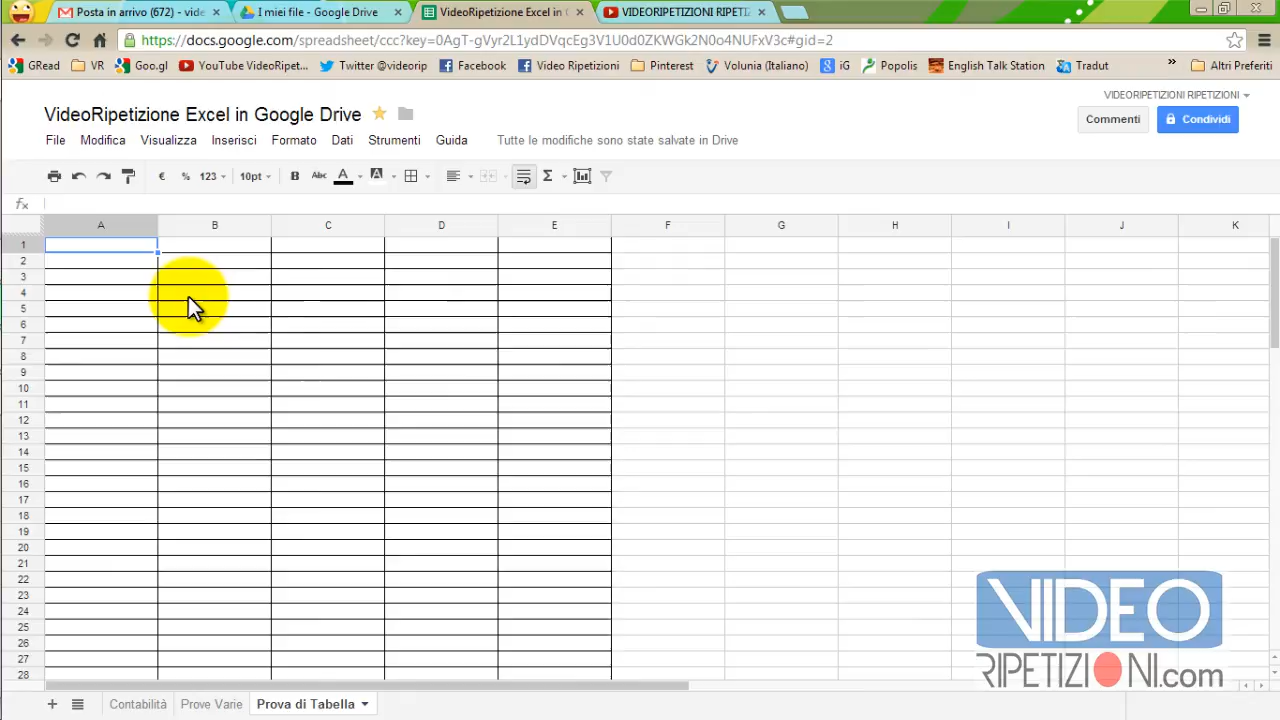 Posta in arrivo (672) - vide
I miei file - Google Drive
VideoRipetizione Excel in G
VIDEORIPETIZIONI RIPETIZ
https://docs.google.com/spreadsheet/ccc?key=0AgT-gVyr2L1ydDVqcEg3V1U0d0ZKWGk2N0o4NUFxV3c#gid=2
GRead VR Goo.gl YouTube VideoRipet... Twitter @videorip Facebook Video Ripetizioni Pinterest Volunia (Italiano) iG Popolis English Talk Station Tradut » Altri Preferiti
VIDEORIPETIZIONI RIPETIZIONI
VideoRipetizione Excel in Google Drive
Commenti Condividi
File Modifica Visualizza Inserisci Formato Dati Strumenti Guida Tutte le modifiche sono state salvate in Drive
€ % 123 10pt B Abc A A Σ
fx
A B C D E F G H I J K
1
2
3
4
5
6
7
8
9
10
11
12
13
14
15
16
17
18
19
20
21
22
23
24
25
26
27
28
VIDEO
RIPETIZIONI.com
+ Contabilità Prove Varie Prova di Tabella